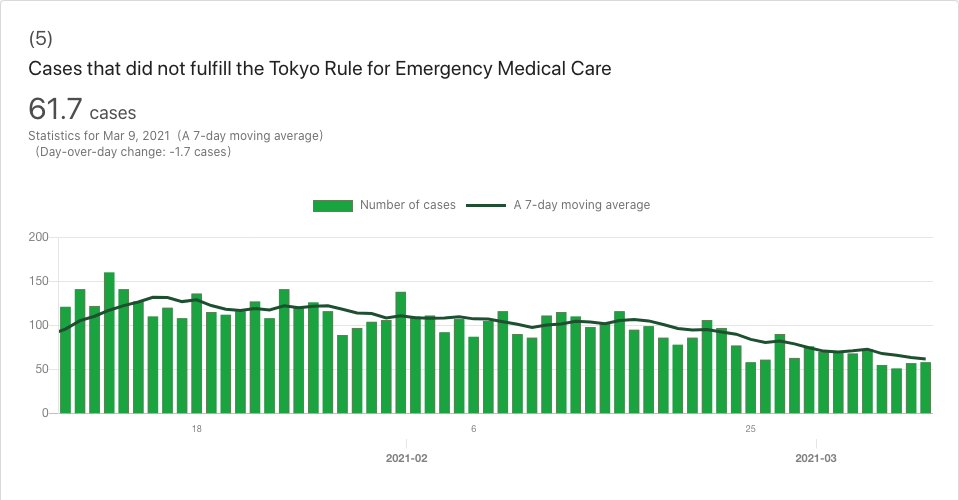 (5)
Cases that did not fulfill the Tokyo Rule for Emergency Medical Care
61.7 cases
Statistics for Mar 9, 2021 (A 7-day moving average)
(Day-over-day change: -1.7 cases)
Number of cases A 7-day moving average
200
150
100
50
0
18 6 25
2021-02 2021-03